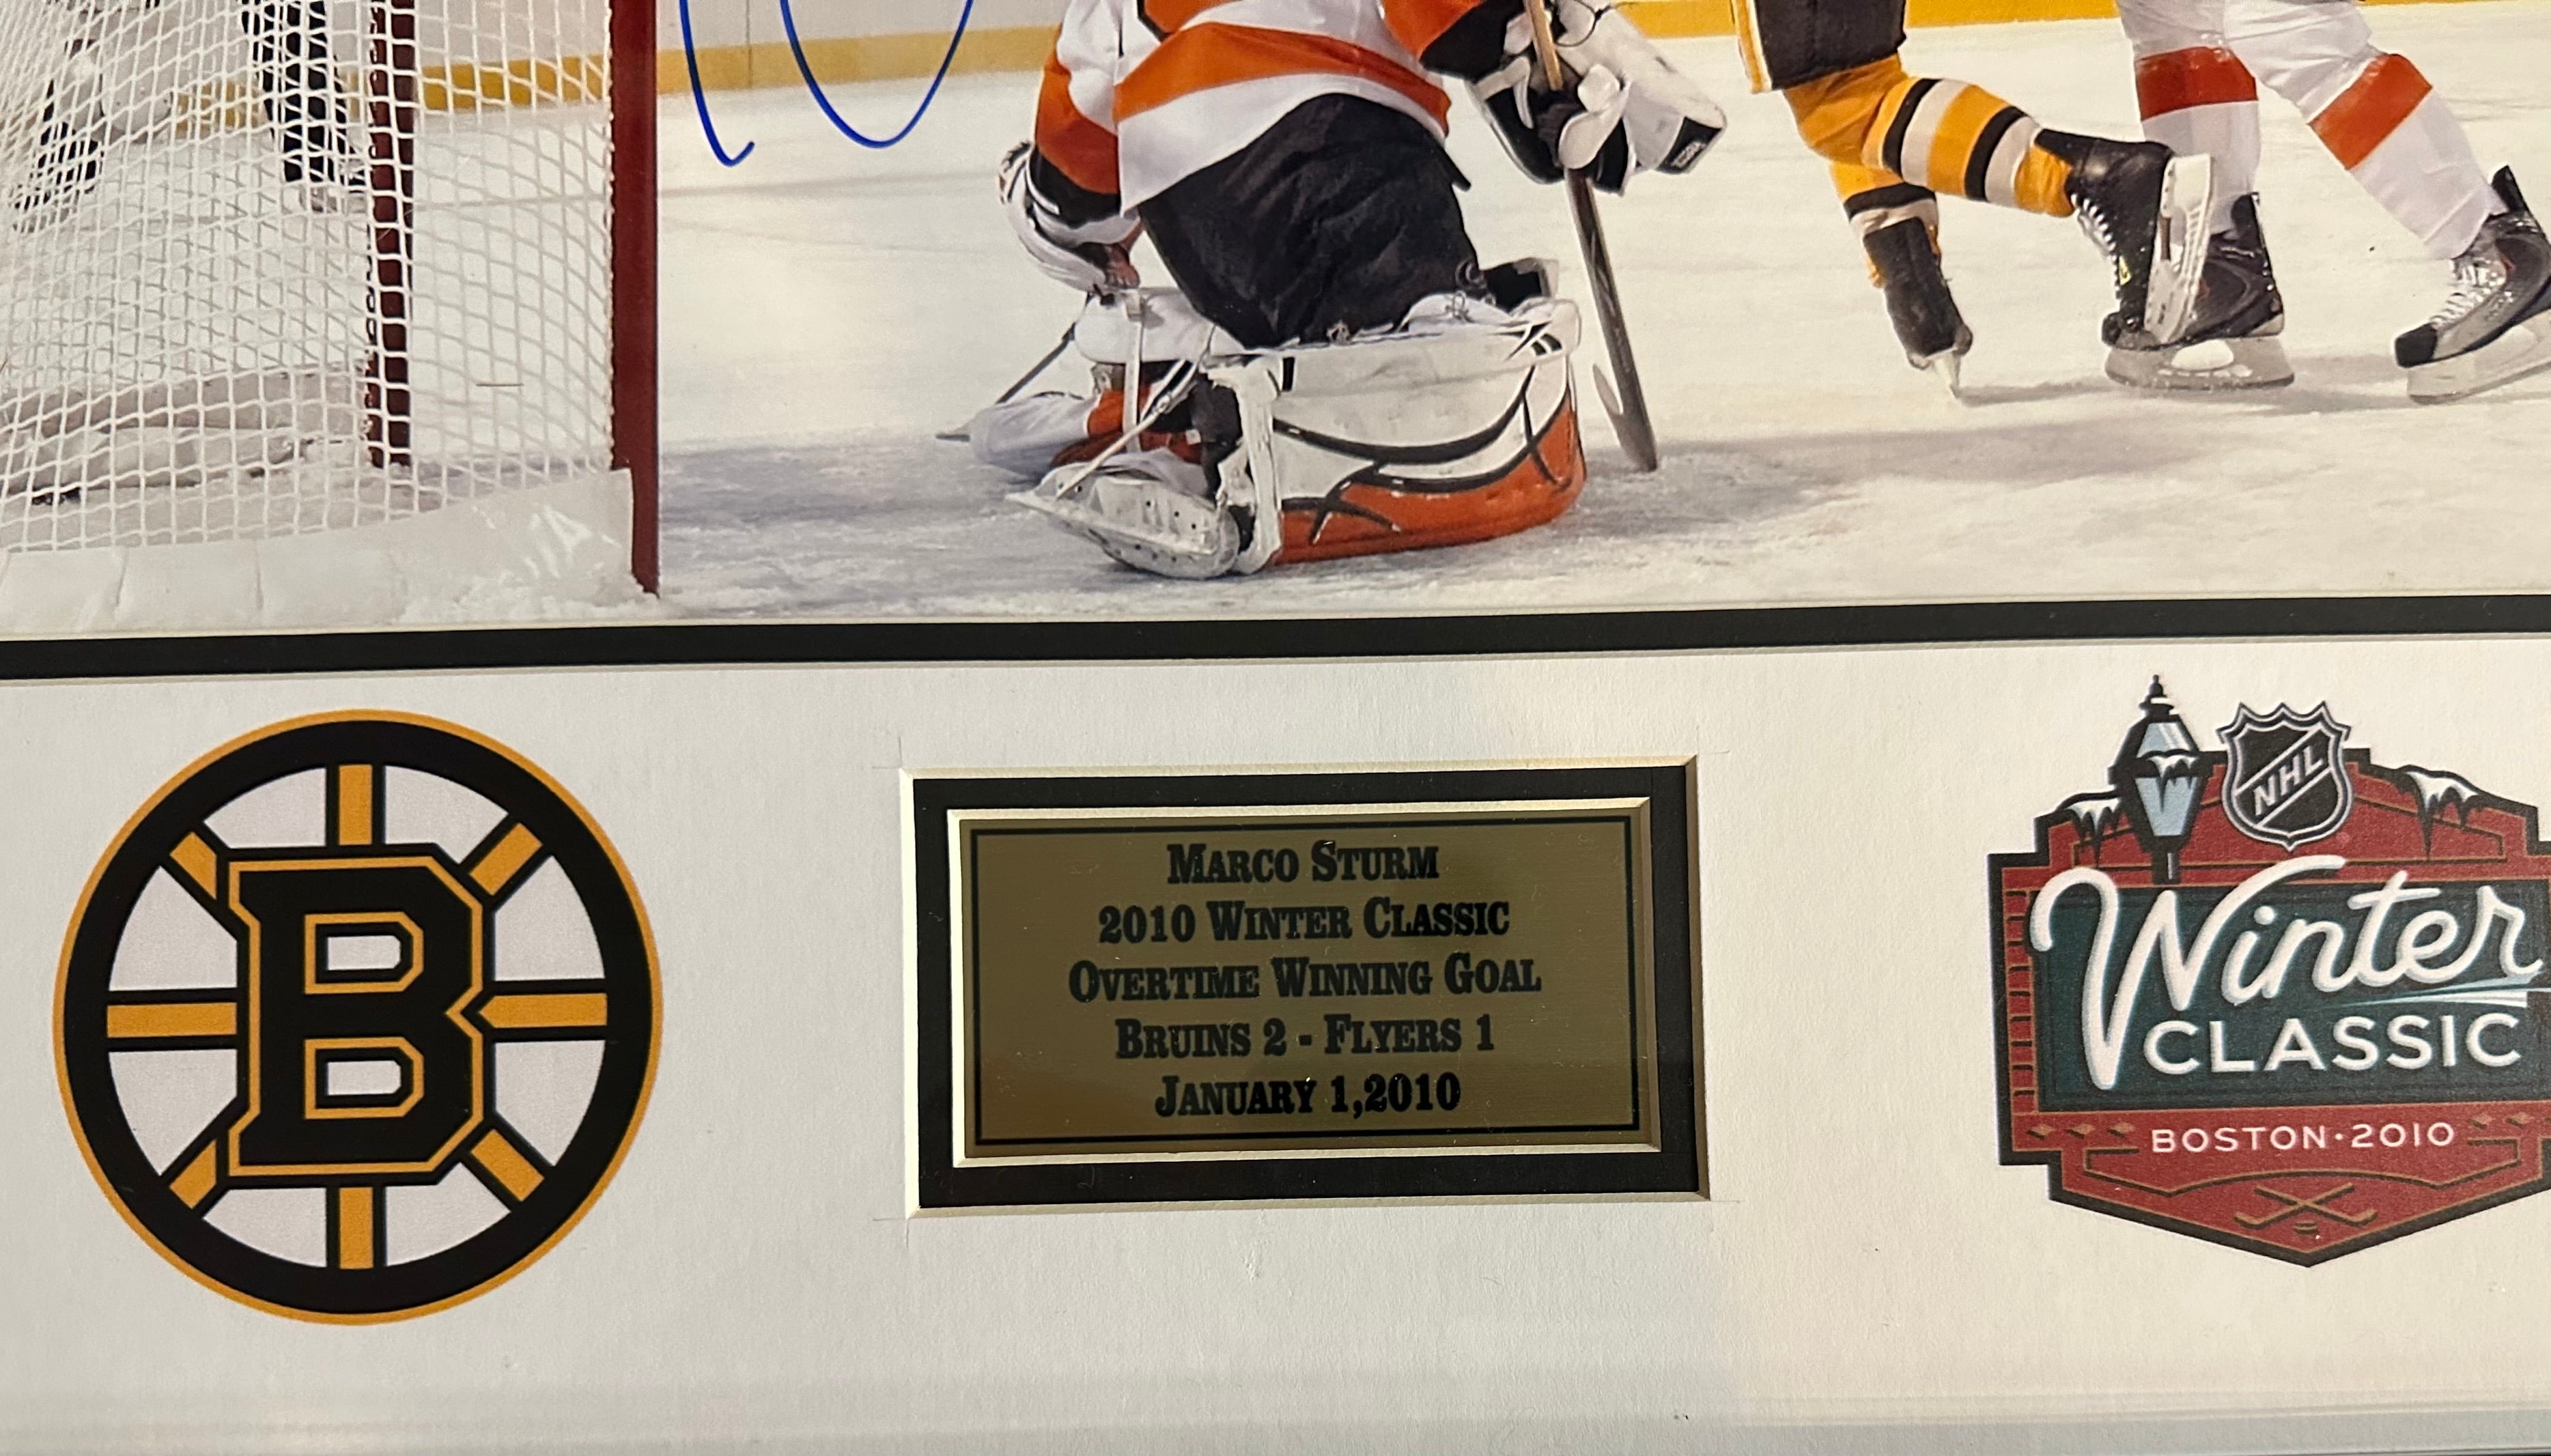 MARCO STURM
2010 WINTER CLASSIC
OVERTIME WINNING GOAL
BRUINS 2 - FLYERS 1
JANUARY 1,2010
B
NHL
Winter
CLASSIC
BOSTON·2010